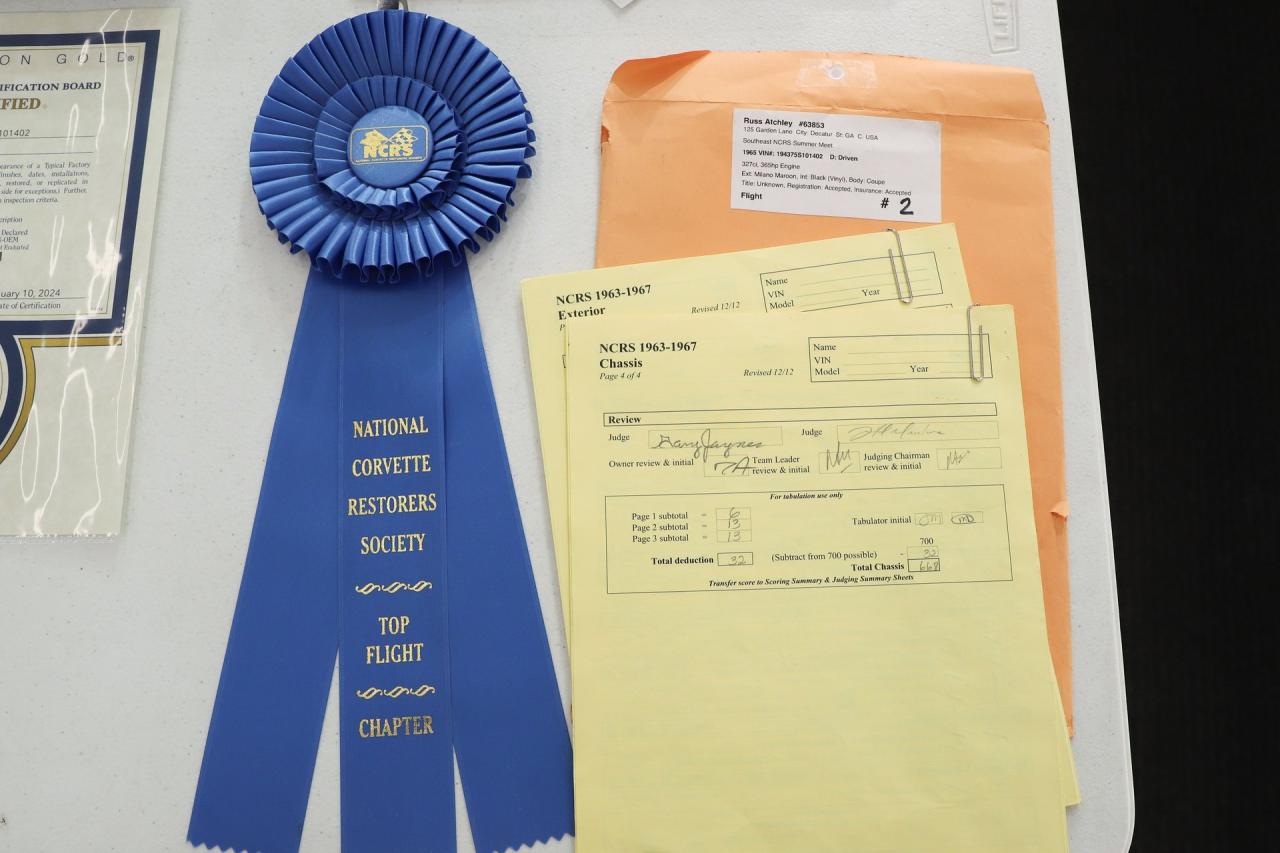 ON GOLD®
IFICATION BOARD
IFIED
101402
earance of a Typical Factory
finishes, dates, installations,
, restored, or replicated in
side for exceptions.) Further,
inspection criteria.
cription
Declared
-OEM
t Evaluated
uary 10, 2024
ate of Certification
NCRS
NATIONAL
CORVETTE
RESTORERS
SOCIETY
TOP
FLIGHT
CHAPTER
Russ Atchley #63853
125 Garden Lane City: Decatur St: GA C: USA
Southeast NCRS Summer Meet
1965 VIN#: 194375S101402 D: Driven
327ci, 365hp Engine
Ext: Milano Maroon, Int: Black (Vinyl), Body: Coupe
Title: Unknown, Registration: Accepted, Insurance: Accepted
Flight # 2
NCRS 1963-1967
Exterior
Revised 12/12
Name
VIN
Model Year
NCRS 1963-1967
Chassis
Page 4 of 4
Revised 12/12
Name
VIN
Model Year
Review
Judge Gary Jaynes Judge
Owner review & initial Team Leader review & initial Judging Chairman review & initial
For tabulation use only
Page 1 subtotal = 6
Page 2 subtotal = 13
Page 3 subtotal = 13
Tabulator initial
700
Total deduction 32 (Subtract from 700 possible) - 32
Total Chassis 668
Transfer score to Scoring Summary & Judging Summary Sheets